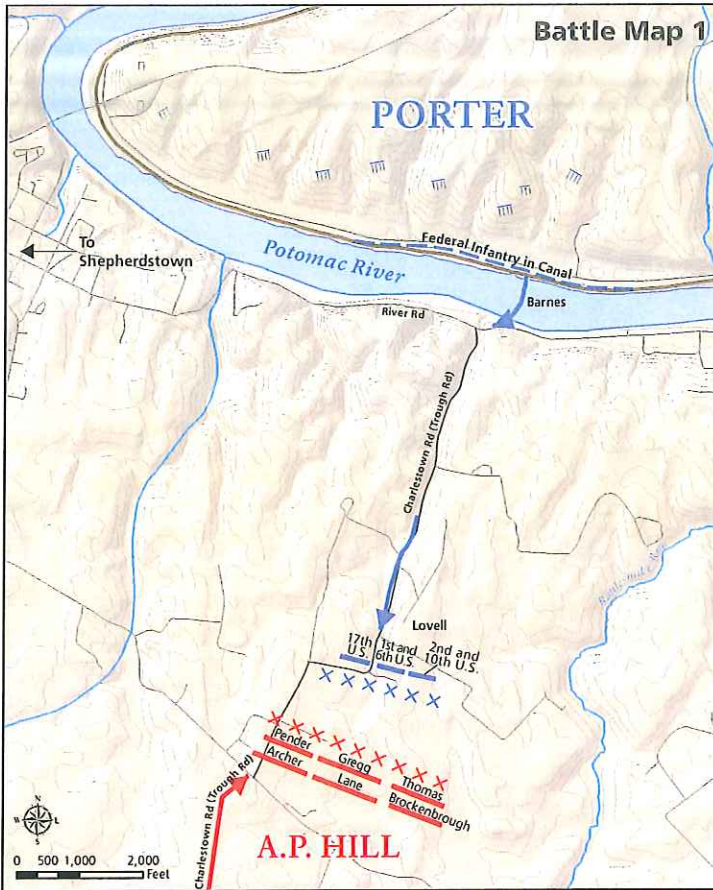 Battle Map 1
PORTER
Federal Infantry in Canal
To
Shepherdstown
Potomac River
Barnes
River Rd
Charlestown Rd (Trough Rd)
Lovell
17th
U.S.
1st and
6th U.S.
2nd and
10th U.S.
Pender
Gregg
Thomas
Archer
Lane
Brockenbrough
Charlestown Rd (Trough Rd)
A.P. HILL
N
S
0 500 1,000 2,000
Feet